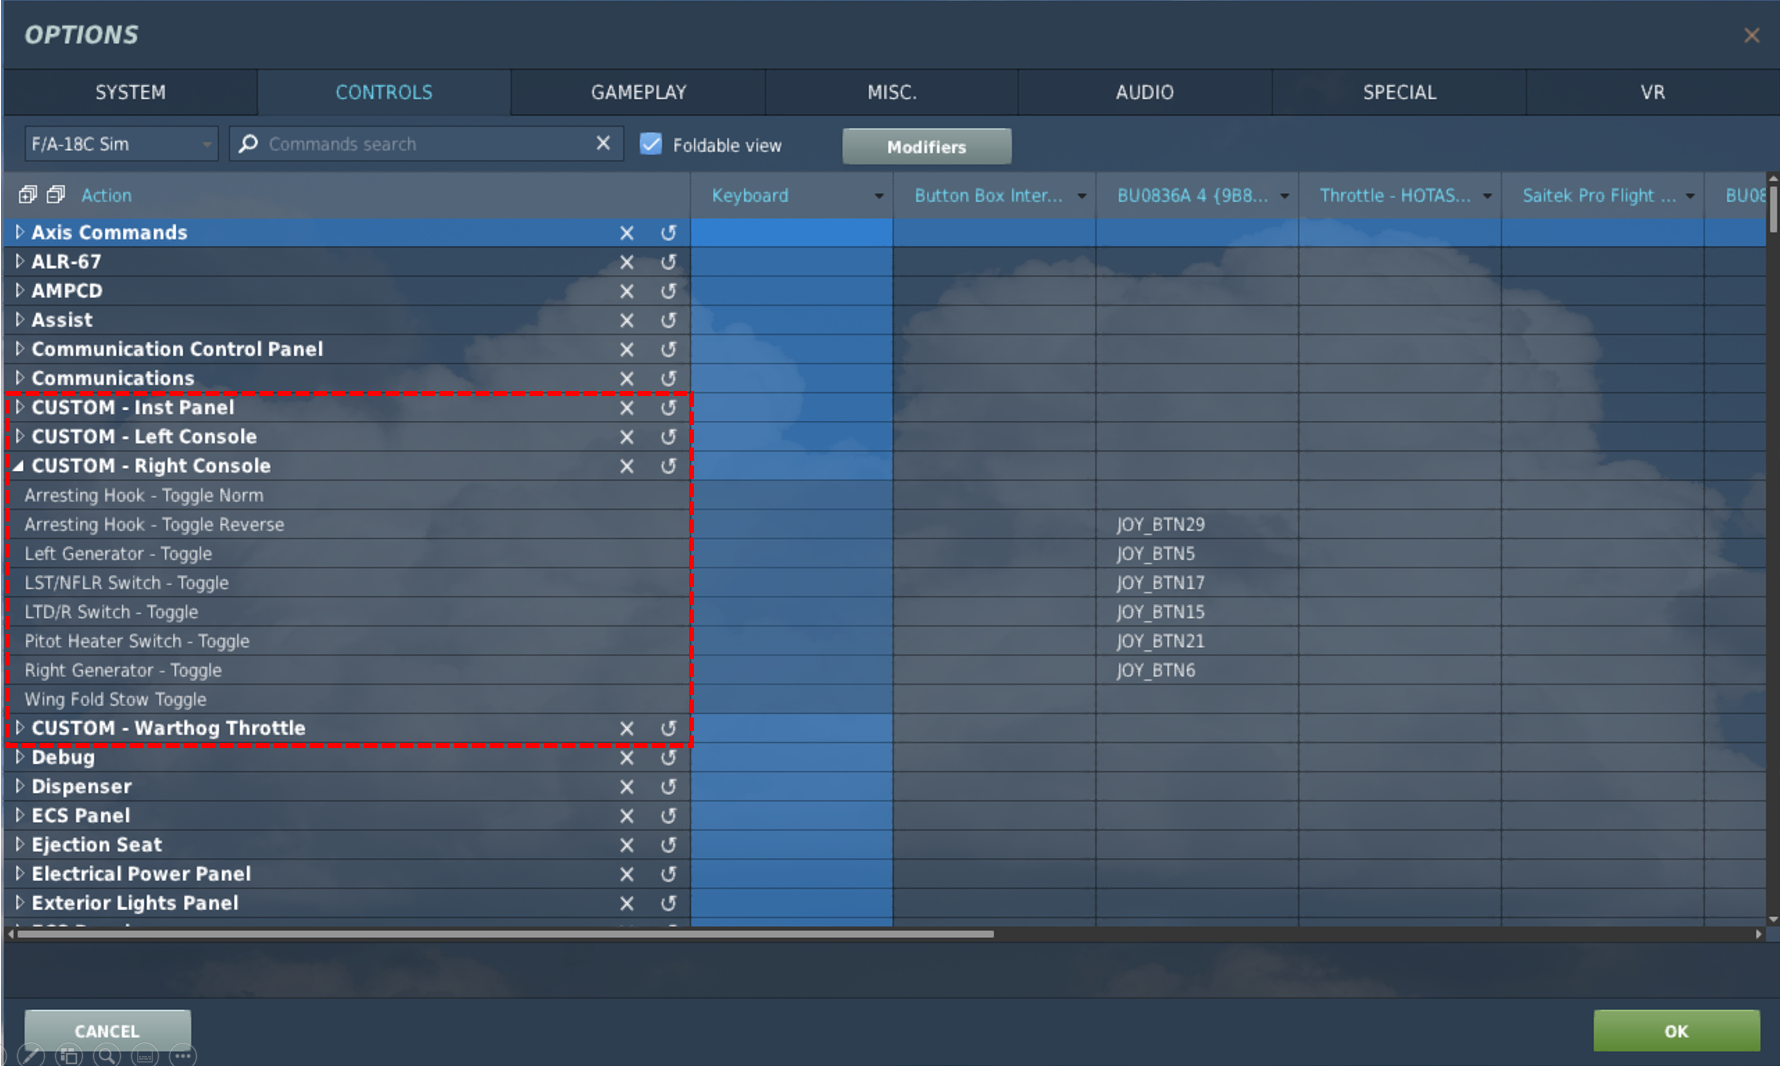 OPTIONS
SYSTEM CONTROLS GAMEPLAY MISC. AUDIO SPECIAL VR
F/A-18C Sim Commands search Foldable view Modifiers
Action Keyboard Button Box Inter... BU0836A 4 {9B8... Throttle - HOTAS... Saitek Pro Flight ... BU08
Axis Commands
ALR-67
AMPCD
Assist
Communication Control Panel
Communications
CUSTOM - Inst Panel
CUSTOM - Left Console
CUSTOM - Right Console
Arresting Hook - Toggle Norm
Arresting Hook - Toggle Reverse JOY_BTN29
Left Generator - Toggle JOY_BTN5
LST/NFLR Switch - Toggle JOY_BTN17
LTD/R Switch - Toggle JOY_BTN15
Pitot Heater Switch - Toggle JOY_BTN21
Right Generator - Toggle JOY_BTN6
Wing Fold Stow Toggle
CUSTOM - Warthog Throttle
Debug
Dispenser
ECS Panel
Ejection Seat
Electrical Power Panel
Exterior Lights Panel
CANCEL OK